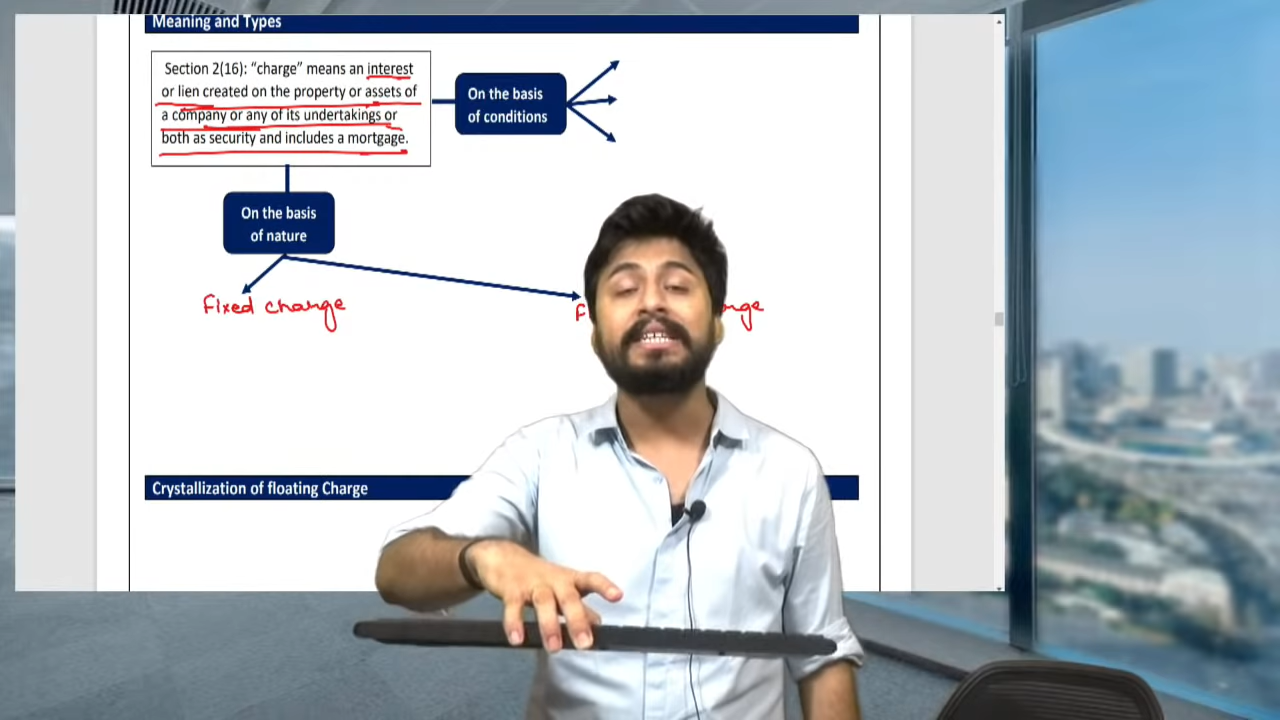 Meaning and Types
Section 2(16): “charge” means an interest
or lien created on the property or assets of
a company or any of its undertakings or
both as security and includes a mortgage.
On the basis
of conditions
On the basis
of nature
Fixed charge
Crystallization of floating Charge